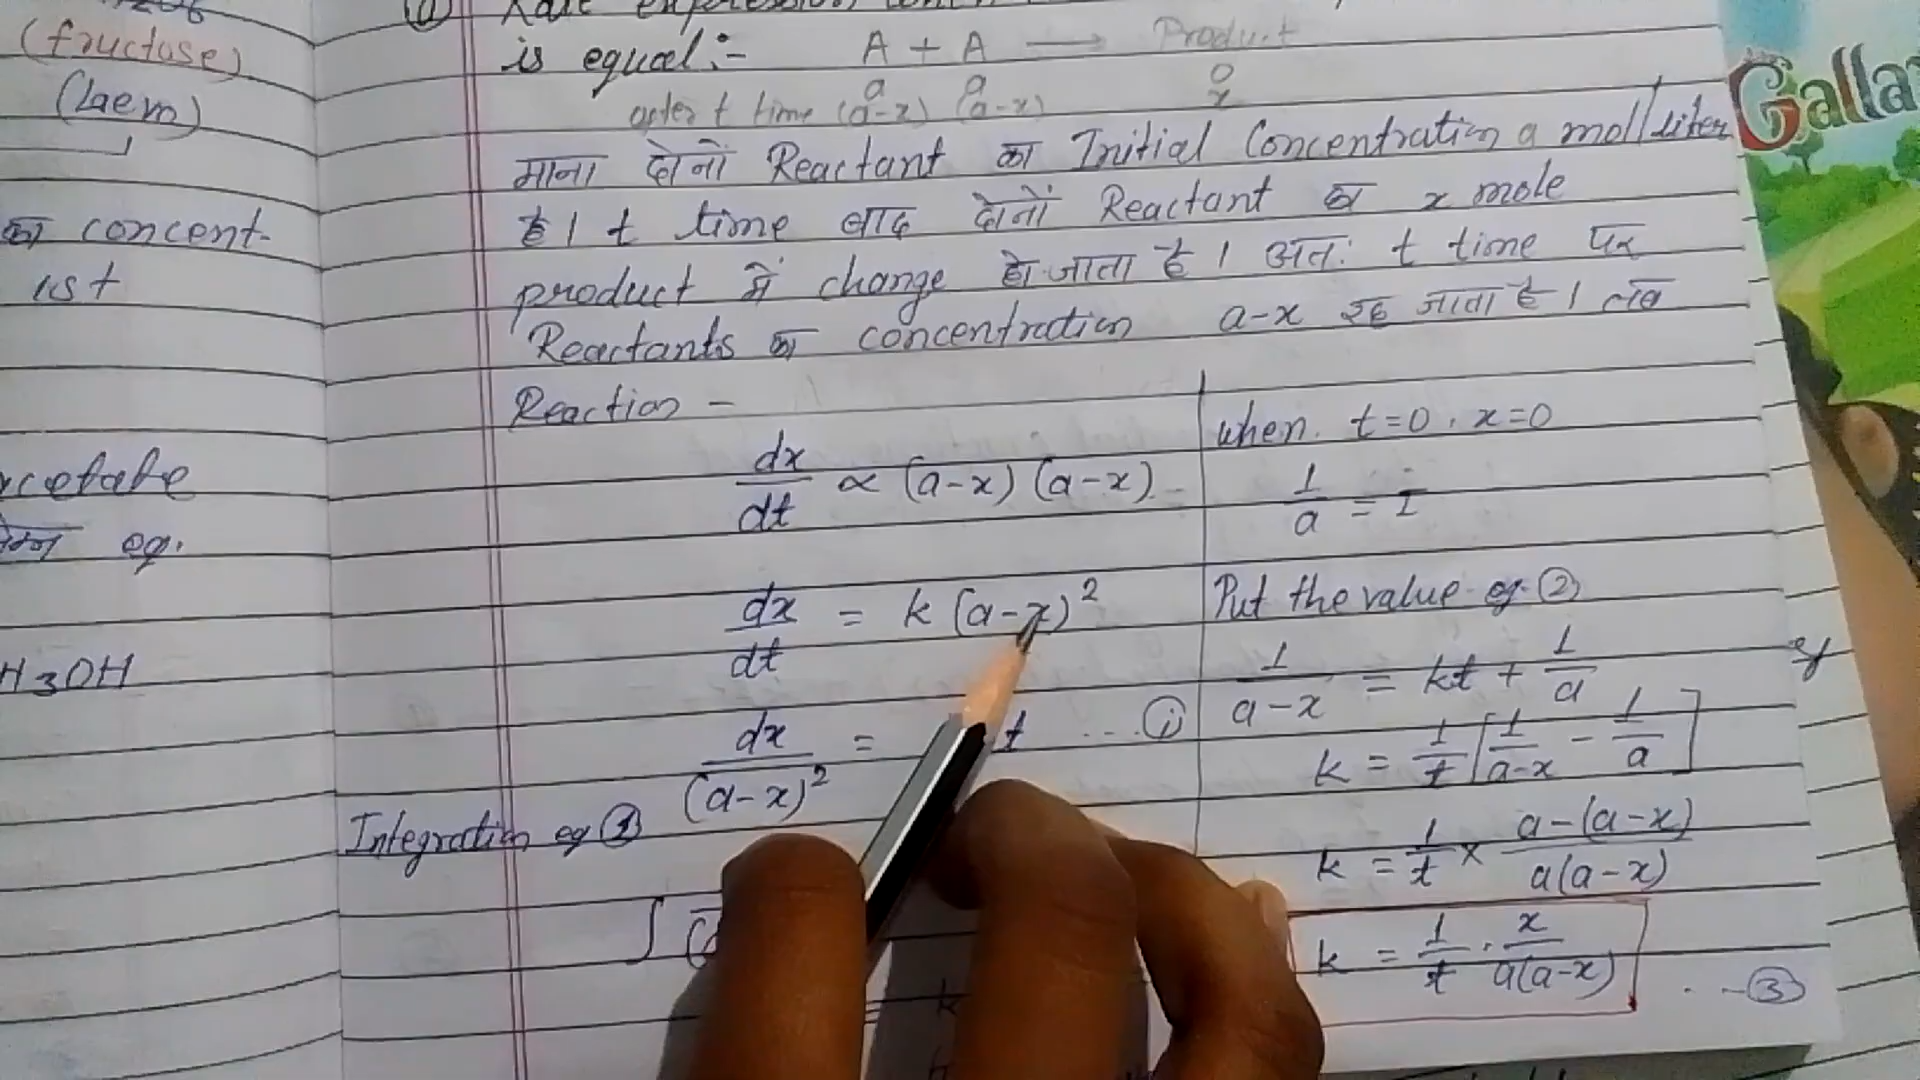 (fructose)
(Laevo)
का concent-
ist
eq.
H3OH
is equal :- A + A → Product
a a 0
after t time (a-x) (a-x) x
माना दोनों Reactant का Initial Concentration a mol/liter
है। t time बाद दोनों Reactant का x mole
product में change हो जाता है। अतः t time पर
Reactants का concentration a-x रह जाता है। तब
Reaction -
dx/dt ∝ (a-x) (a-x)
dx/dt = k (a-x)²
dx/(a-x)² = t ... (i)
Integration eq ①
∫
= k
when. t=0, x=0
1/a = I
Put the value eq. ②
1/(a-x) = kt + 1/a
k = 1/t [1/(a-x) - 1/a]
k = 1/t × (a-(a-x))/(a(a-x))
k = 1/t · x/(a(a-x)) ...③
Galla